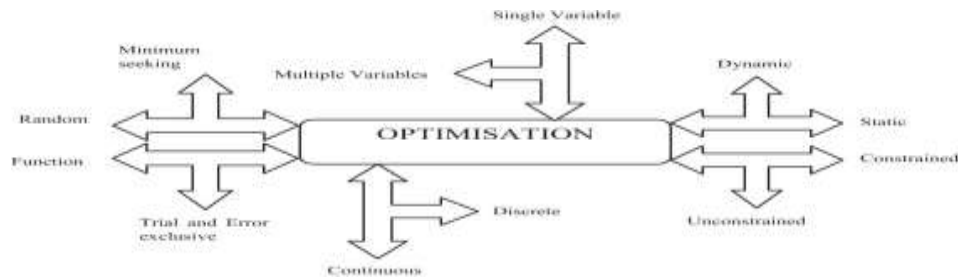 Single Variable
Minimum
seeking
Multiple Variables
Dynamic
Random
OPTIMISATION
Static
Function
Constrained
Trial and Error
exclusive
Discrete
Unconstrained
Continuous